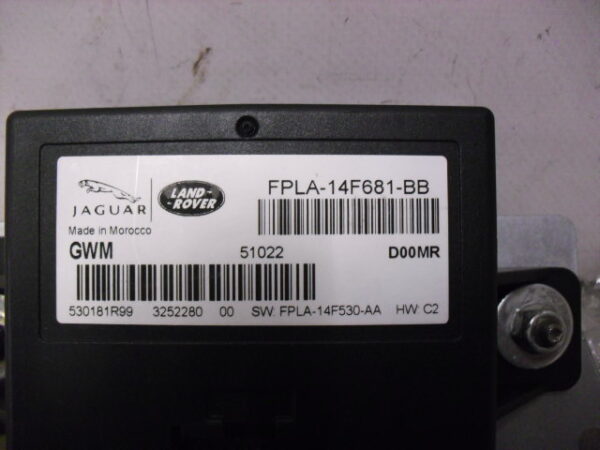 JAGUAR
LAND-
-ROVER
FPLA-14F681-BB
Made in Morocco
GWM 51022 D00MR
530181R99 3252280 00 SW: FPLA-14F530-AA HW: C2